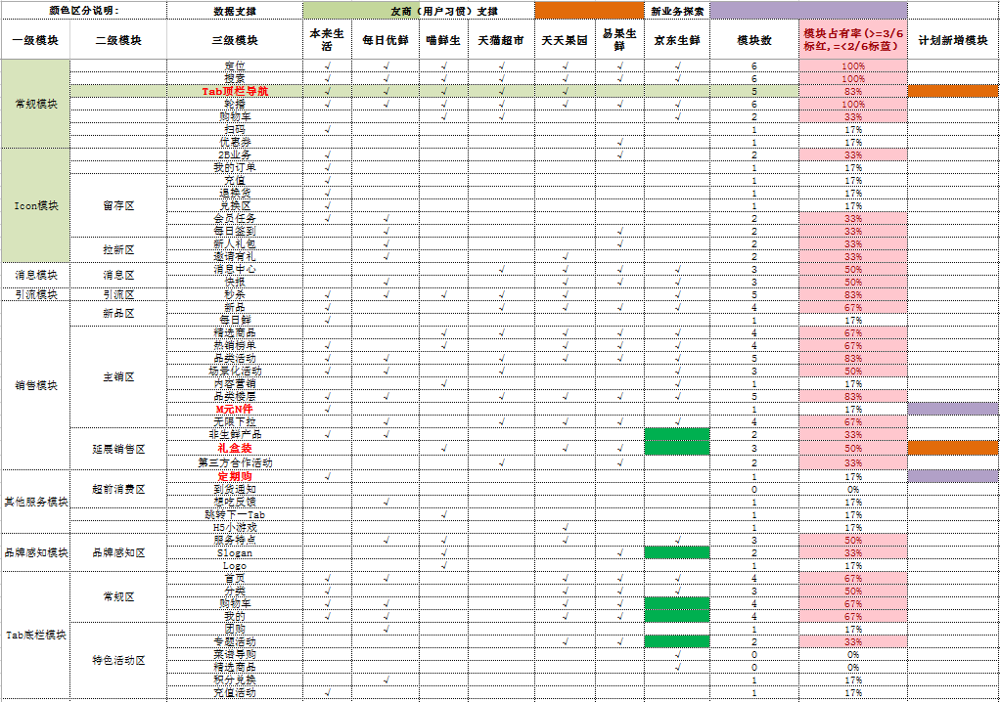 颜色区分说明: 数据支撑 友商(用户习惯)支撑 新业务探索
一级模块 二级模块 三级模块 本来生活 每日优鲜 喵鲜生 天猫超市 天天果园 易果生鲜 京东生鲜 模块数 模块占有率(>=3/6标红,=<2/6标蓝) 计划新增模块
定位 √ √ √ √ √ √ √ 6 100%
搜索 √ √ √ √ √ √ √ 6 100%
Tab顶栏导航 √ √ √ √ √ 5 83%
常规模块 轮播 √ √ √ √ √ √ √ 6 100%
购物车 √ √ √ 2 33%
扫码 √ 1 17%
优惠券 √ 1 17%
2B业务 √ √ 2 33%
我的订单 √ 1 17%
充值 √ 1 17%
退换货 √ 1 17%
Icon模块 留存区 兑换区 √ 1 17%
会员任务 √ √ 2 33%
每日签到 √ √ 2 33%
拉新区 新人礼包 √ √ 2 33%
邀请有礼 √ √ 2 33%
消息模块 消息区 消息中心 √ √ √ √ 3 50%
快报 √ √ √ √ 3 50%
引流模块 引流区 秒杀 √ √ √ √ √ √ 5 83%
新品区 新品 √ √ √ √ √ 4 67%
每日鲜 √ 1 17%
精选商品 √ √ √ √ √ 4 67%
热销榜单 √ √ √ √ √ 4 67%
品类活动 √ √ √ √ √ √ 5 83%
销售模块 主销区 场景化活动 √ √ √ √ 3 50%
内容营销 √ √ 1 17%
品类楼层 √ √ √ √ √ √ 5 83%
M元N件 √ 1 17%
无限下拉 √ √ √ √ √ 4 67%
非生鲜产品 √ √ 2 33%
延展销售区 礼盒装 √ √ √ 3 50%
第三方合作活动 √ √ 2 33%
定期购 √ 1 17%
超前消费区 到货通知 0 0%
其他服务模块 想吃反馈 √ 1 17%
跳转下一Tab √ 1 17%
H5小游戏 √ 1 17%
服务特点 √ √ √ √ 3 50%
品牌感知模块 品牌感知区 Slogan √ √ 2 33%
Logo √ 1 17%
首页 √ √ √ √ √ 4 67%
常规区 分类 √ √ √ √ 3 50%
购物车 √ √ √ √ 4 67%
我的 √ √ √ √ 4 67%
Tab底栏模块 团购 √ 1 17%
专题活动 √ √ 2 33%
特色活动区 菜谱导购 √ 0 0%
精选商品 √ 0 0%
积分兑换 √ 1 17%
充值活动 √ 1 17%